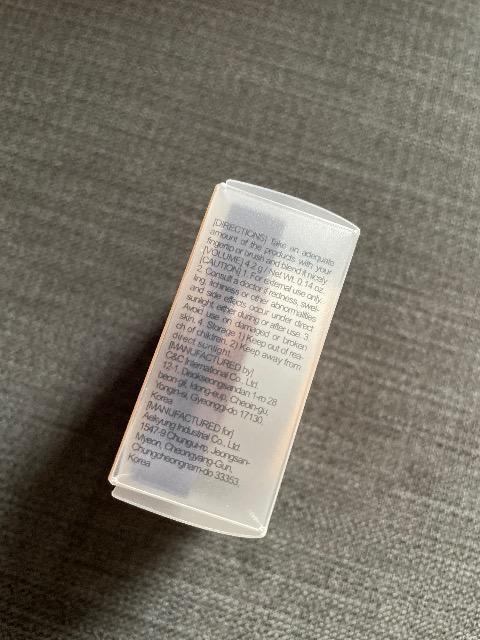 [DIRECTIONS] Take an adequate
amount of the products with your
fingertip or brush and blend it nicely
[VOLUME] 4.2 g / Net Wt. 0.14 oz
[CAUTION] 1. For external use only.
2. Consult a doctor if redness, swel-
ling, itchiness or other abnormalities
and side effects occur under direct
sunlight, either during or after use. 3.
Avoid use on damaged or broken
skin. 4. Storage 1) Keep out of rea-
ch of children. 2) Keep away from
direct sunlight.
[MANUFACTURED by]
C&C International Co., Ltd.
12-1, Deokseongsandan 1-ro 28
beon-gil, Idong-eup, Cheoin-gu,
Yongin-si, Gyeonggi-do 17130,
Korea
[MANUFACTURED for]
Aekyung Industrial Co., Ltd.
1547-9 Chungui-ro, Jeongsan-
Myeon, Cheongyang-Gun,
Chungcheongnam-do 33353,
Korea